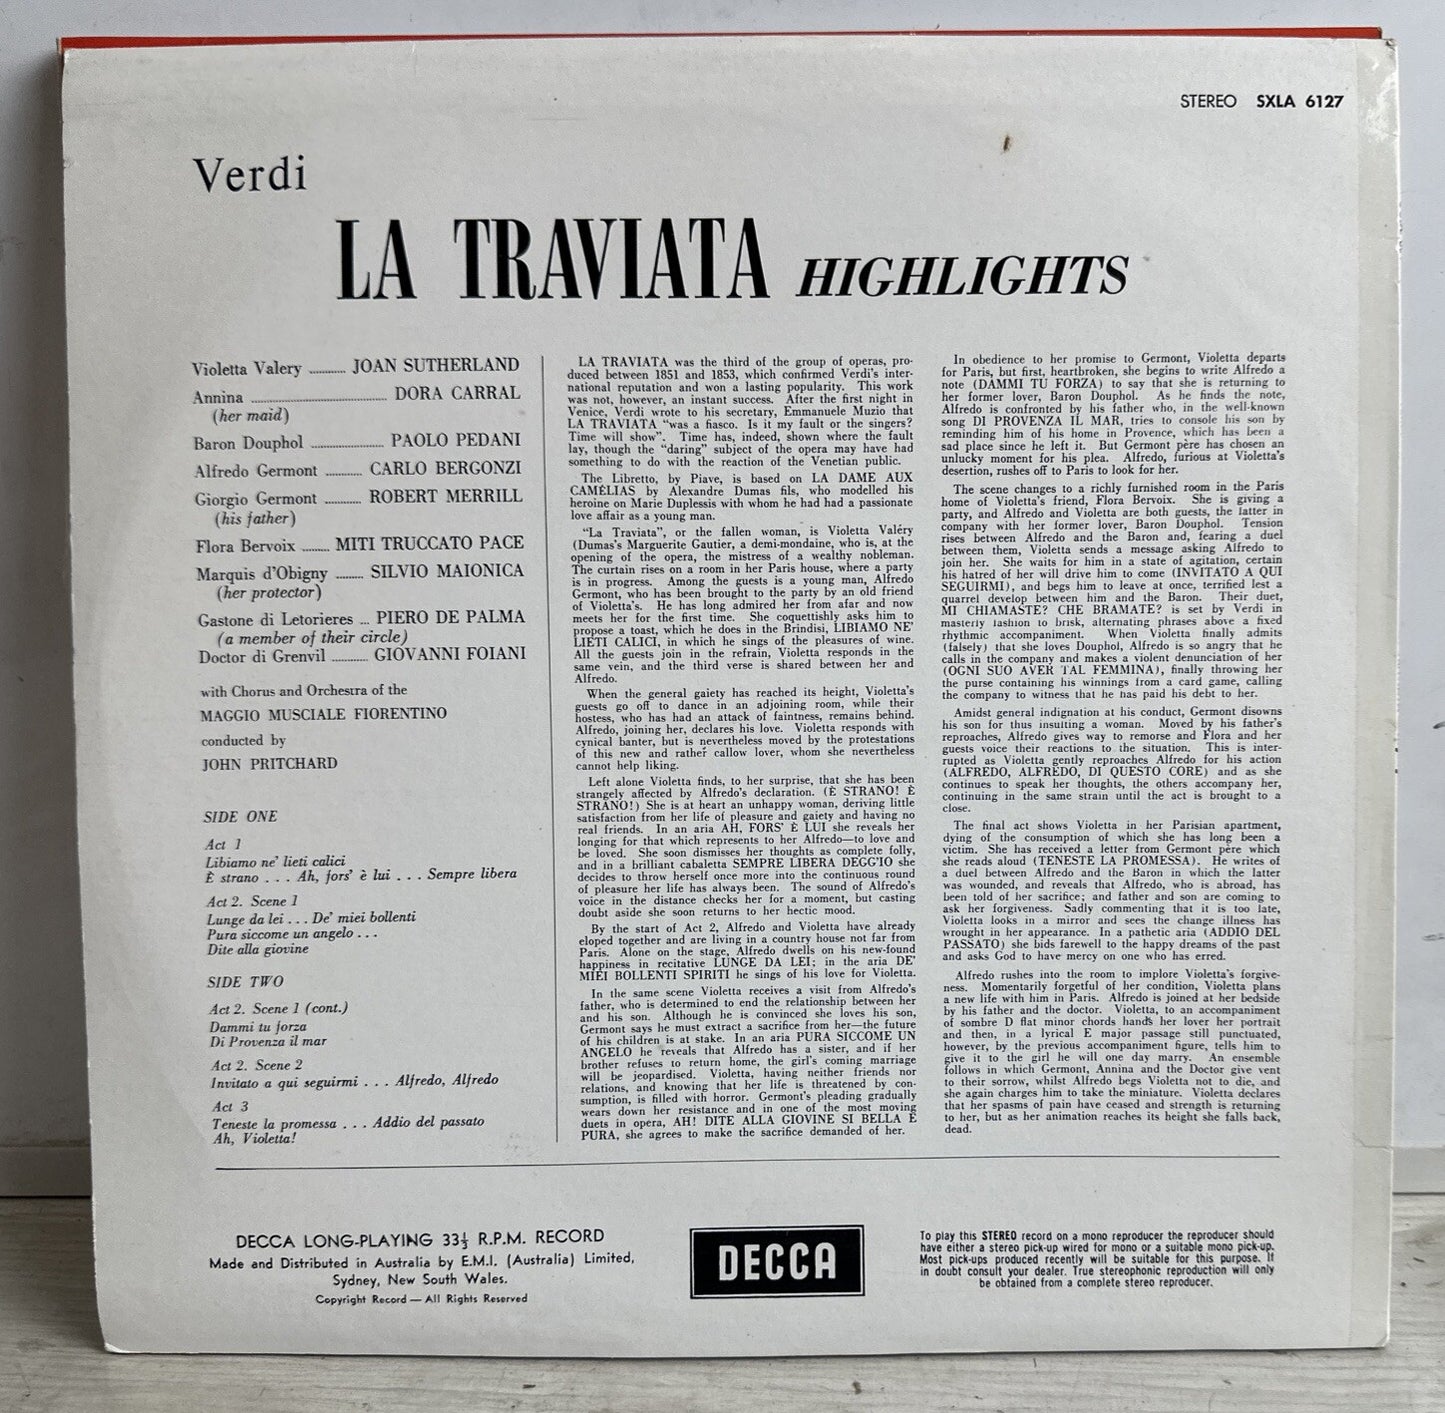 STEREO SXLA 6127
Verdi
LA TRAVIATA HIGHLIGHTS
Violetta Valery ........... JOAN SUTHERLAND
Annina ........................................ DORA CARRAL
(her maid)
Baron Douphol ...................... PAOLO PEDANI
Alfredo Germont ........... CARLO BERGONZI
Giorgio Germont ........... ROBERT MERRILL
(his father)
Flora Bervoix ........ MITI TRUCCATO PACE
Marquis d'Obigny ........ SILVIO MAIONICA
(her protector)
Gastone di Letorieres ... PIERO DE PALMA
(a member of their circle)
Doctor di Grenvil ........... GIOVANNI FOIANI
with Chorus and Orchestra of the
MAGGIO MUSCIALE FIORENTINO
conducted by
JOHN PRITCHARD
SIDE ONE
Act 1
Libiamo ne' lieti calici
È strano . . . Ah, fors' è lui . . . Sempre libera
Act 2. Scene 1
Lunge da lei . . . De' miei bollenti
Pura siccome un angelo . . .
Dite alla giovine
SIDE TWO
Act 2. Scene 1 (cont.)
Dammi tu forza
Di Provenza il mar
Act 2. Scene 2
Invitato a qui seguirmi . . . Alfredo, Alfredo
Act 3
Teneste la promessa . . . Addio del passato
Ah, Violetta!
LA TRAVIATA was the third of the group of operas, pro-
duced between 1851 and 1853, which confirmed Verdi's inter-
national reputation and won a lasting popularity. This work
was not, however, an instant success. After the first night in
Venice, Verdi wrote to his secretary, Emmanuele Muzio that
LA TRAVIATA "was a fiasco. Is it my fault or the singers?
Time will show". Time has, indeed, shown where the fault
lay, though the "daring" subject of the opera may have had
something to do with the reaction of the Venetian public.
The Libretto, by Piave, is based on LA DAME AUX
CAMÉLIAS by Alexandre Dumas fils, who modelled his
heroine on Marie Duplessis with whom he had had a passionate
love affair as a young man.
"La Traviata", or the fallen woman, is Violetta Valéry
(Dumas's Marguerite Gautier, a demi-mondaine, who is, at the
opening of the opera, the mistress of a wealthy nobleman.
The curtain rises on a room in her Paris house, where a party
is in progress. Among the guests is a young man, Alfredo
Germont, who has been brought to the party by an old friend
of Violetta's. He has long admired her from afar and now
meets her for the first time. She coquettishly asks him to
propose a toast, which he does in the Brindisi, LIBIAMO NE'
LIETI CALICI, in which he sings of the pleasures of wine.
All the guests join in the refrain, Violetta responds in the
same vein, and the third verse is shared between her and
Alfredo.
When the general gaiety has reached its height, Violetta's
guests go off to dance in an adjoining room, while their
hostess, who has had an attack of faintness, remains behind.
Alfredo, joining her, declares his love. Violetta responds with
cynical banter, but is nevertheless moved by the protestations
of this new and rather callow lover, whom she nevertheless
cannot help liking.
Left alone Violetta finds, to her surprise, that she has been
strangely affected by Alfredo's declaration. (È STRANO! È
STRANO!) She is at heart an unhappy woman, deriving little
satisfaction from her life of pleasure and gaiety and having no
real friends. In an aria AH, FORS' È LUI she reveals her
longing for that which represents to her Alfredo—to love and
be loved. She soon dismisses her thoughts as complete folly,
and in a brilliant cabaletta SEMPRE LIBERA DEGG'IO she
decides to throw herself once more into the continuous round
of pleasure her life has always been. The sound of Alfredo's
voice in the distance checks her for a moment, but casting
doubt aside she soon returns to her hectic mood.
By the start of Act 2, Alfredo and Violetta have already
eloped together and are living in a country house not far from
Paris. Alone on the stage, Alfredo dwells on his new-found
happiness in recitative LUNGE DA LEI; in the aria DE'
MIEI BOLLENTI SPIRITI he sings of his love for Violetta.
In the same scene Violetta receives a visit from Alfredo's
father, who is determined to end the relationship between her
and his son. Although he is convinced she loves his son,
Germont says he must extract a sacrifice from her—the future
of his children is at stake. In an aria PURA SICCOME UN
ANGELO he reveals that Alfredo has a sister, and if her
brother refuses to return home, the girl's coming marriage
will be jeopardised. Violetta, having neither friends nor
relations, and knowing that her life is threatened by con-
sumption, is filled with horror. Germont's pleading gradually
wears down her resistance and in one of the most moving
duets in opera, AH! DITE ALLA GIOVINE SI BELLA E
PURA, she agrees to make the sacrifice demanded of her.
In obedience to her promise to Germont, Violetta departs
for Paris, but first, heartbroken, she begins to write Alfredo a
note (DAMMI TU FORZA) to say that she is returning to
her former lover, Baron Douphol. As he finds the note,
Alfredo is confronted by his father who, in the well-known
song DI PROVENZA IL MAR, tries to console his son by
reminding him of his home in Provence, which has been a
sad place since he left it. But Germont père has chosen an
unlucky moment for his plea. Alfredo, furious at Violetta's
desertion, rushes off to Paris to look for her.
The scene changes to a richly furnished room in the Paris
home of Violetta's friend, Flora Bervoix. She is giving a
party, and Alfredo and Violetta are both guests, the latter in
company with her former lover, Baron Douphol. Tension
rises between Alfredo and the Baron and, fearing a duel
between them, Violetta sends a message asking Alfredo to
join her. She waits for him in a state of agitation, certain
his hatred of her will drive him to come (INVITATO A QUI
SEGUIRMI), and begs him to leave at once, terrified lest a
quarrel develop between him and the Baron. Their duet,
MI CHIAMASTE? CHE BRAMATE? is set by Verdi in
masterly fashion to brisk, alternating phrases above a fixed
rhythmic accompaniment. When Violetta finally admits
(falsely) that she loves Douphol, Alfredo is so angry that he
calls in the company and makes a violent denunciation of her
(OGNI SUO AVER TAL FEMMINA), finally throwing her
the purse containing his winnings from a card game, calling
the company to witness that he has paid his debt to her.
Amidst general indignation at his conduct, Germont disowns
his son for thus insulting a woman. Moved by his father's
reproaches, Alfredo gives way to remorse and Flora and her
guests voice their reactions to the situation. This is inter-
rupted as Violetta gently reproaches Alfredo for his action
(ALFREDO, ALFREDO, DI QUESTO CORE) and as she
continues to speak her thoughts, the others accompany her,
continuing in the same strain until the act is brought to a
close.
The final act shows Violetta in her Parisian apartment,
dying of the consumption of which she has long been a
victim. She has received a letter from Germont père which
she reads aloud (TENESTE LA PROMESSA). He writes of
a duel between Alfredo and the Baron in which the latter
was wounded, and reveals that Alfredo, who is abroad, has
been told of her sacrifice; and father and son are coming to
ask her forgiveness. Sadly commenting that it is too late,
Violetta looks in a mirror and sees the change illness has
wrought in her appearance. In a pathetic aria (ADDIO DEL
PASSATO) she bids farewell to the happy dreams of the past
and asks God to have mercy on one who has erred.
Alfredo rushes into the room to implore Violetta's forgive-
ness. Momentarily forgetful of her condition, Violetta plans
a new life with him in Paris. Alfredo is joined at her bedside
by his father and the doctor. Violetta, to an accompaniment
of sombre D flat minor chords hands her lover her portrait
and then, in a lyrical E major passage still punctuated,
however, by the previous accompaniment figure, tells him to
give it to the girl he will one day marry. An ensemble
follows in which Germont, Annina and the Doctor give vent
to their sorrow, whilst Alfredo begs Violetta not to die, and
she again charges him to take the miniature. Violetta declares
that her spasms of pain have ceased and strength is returning
to her, but as her animation reaches its height she falls back,
dead.
DECCA LONG-PLAYING 33⅓ R.P.M. RECORD
Made and Distributed in Australia by E.M.I. (Australia) Limited,
Sydney, New South Wales.
Copyright Record — All Rights Reserved
DECCA
To play this STEREO record on a mono reproducer the reproducer should
have either a stereo pick-up wired for mono or a suitable mono pick-up.
Most pick-ups produced recently will be suitable for this purpose. If
in doubt consult your dealer. True stereophonic reproduction will only
be obtained from a complete stereo reproducer.